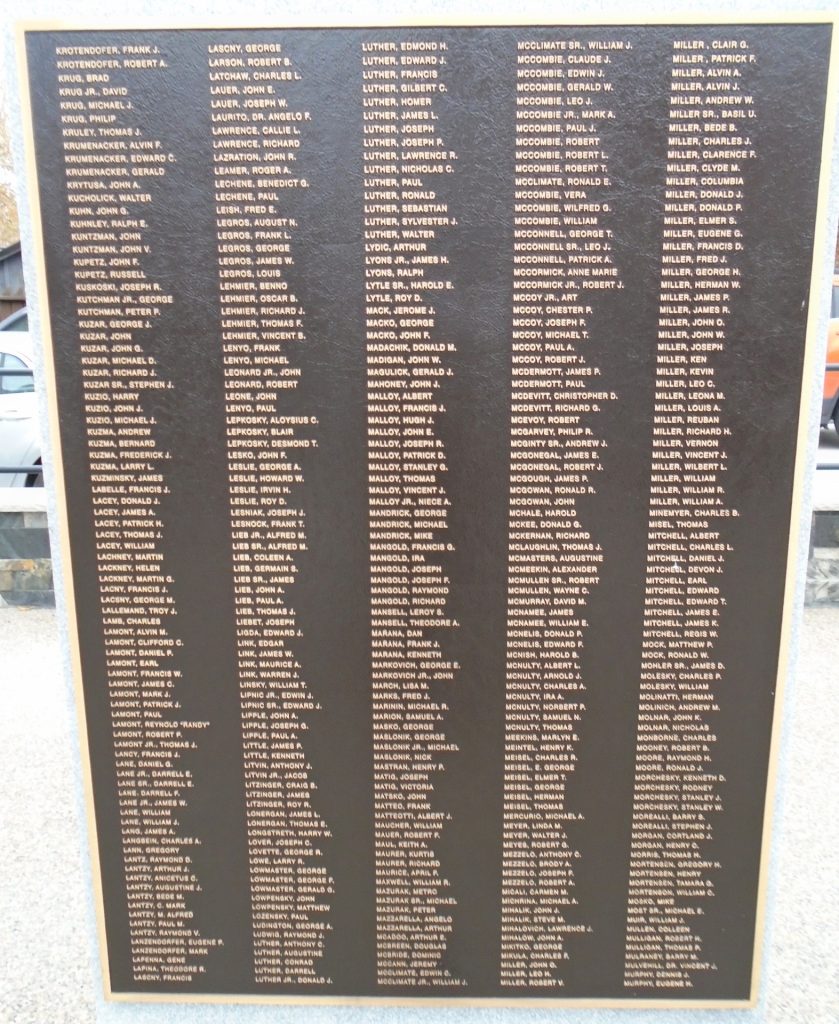 KROTENDOFER, FRANK J.
KROTENDOFER, ROBERT A.
KRUG, BRAD
KRUG JR., DAVID
KRUG, MICHAEL J.
KRUG, PHILIP
KRULEY, THOMAS J.
KRUMENACKER, ALVIN F.
KRUMENACKER, EDWARD C.
KRUMENACKER, GERALD
KRYTUSA, JOHN A.
KUCHOLICK, WALTER
KUHN, JOHN G.
KUHNLEY, RALPH E.
KUNTZMAN, JOHN
KUNTZMAN, JOHN V.
KUPETZ, JOHN F.
KUPETZ, RUSSELL
KUSKOSKI, JOSEPH R.
KUTCHMAN JR., GEORGE
KUTCHMAN, PETER P.
KUZAR, GEORGE J.
KUZAR, JOHN
KUZAR, JOHN G.
KUZAR, MICHAEL D.
KUZAR, RICHARD J.
KUZAR SR., STEPHEN J.
KUZIO, HARRY
KUZIO, JOHN J.
KUZIO, MICHAEL J.
KUZMA, ANDREW
KUZMA, BERNARD
KUZMA, FREDERICK J.
KUZMA, LARRY L.
KUZMINSKY, JAMES
LABELLE, FRANCIS J.
LACEY, DONALD J.
LACEY, JAMES A.
LACEY, PATRICK H.
LACEY, THOMAS J.
LACEY, WILLIAM
LACHNEY, MARTIN
LACKNEY, HELEN
LACKNEY, MARTIN G.
LACNY, FRANCIS J.
LACSNY, GEORGE M.
LALLEMAND, TROY J.
LAMB, CHARLES
LAMONT, ALVIN M.
LAMONT, CLIFFORD C.
LAMONT, DANIEL P.
LAMONT, EARL
LAMONT, FRANCIS W.
LAMONT, JAMES C.
LAMONT, MARK J.
LAMONT, PATRICK J.
LAMONT, PAUL
LAMONT, REYNOLD "RANDY"
LAMONT, ROBERT P.
LAMONT JR., THOMAS J.
LANCY, FRANCIS J.
LANE, DANIEL G.
LANE JR., DARRELL E.
LANE SR., DARRELL E.
LANE, DARRELL F.
LANE JR., JAMES W.
LANE, WILLIAM
LANE, WILLIAM J.
LANG, JAMES A.
LANGBEIN, CHARLES A.
LANN, GREGORY
LANTZ, RAYMOND D.
LANTZY, ARTHUR J.
LANTZY, ANICETUS C.
LANTZY, AUGUSTINE J.
LANTZY, BEDE M.
LANTZY, C. MARK
LANTZY, M. ALFRED
LANTZY, PAUL M.
LANTZY, RAYMOND V.
LANZENDORFER, EUGENE P.
LANZENDORFER, MARK
LAPENNA, GENE
LAPINA, THEODORE R.
LASCNY, FRANCIS
LASCNY, GEORGE
LARSON, ROBERT B.
LATCHAW, CHARLES L.
LAUER, JOHN E.
LAUER, JOSEPH W.
LAURITO, DR. ANGELO F.
LAWRENCE, CALLIE L.
LAWRENCE, RICHARD
LAZRATION, JOHN R.
LEAMER, ROGER A.
LECHENE, BENEDICT G.
LECHENE, PAUL
LEISH, FRED E.
LEGROS, AUGUST N.
LEGROS, FRANK L.
LEGROS, GEORGE
LEGROS, JAMES W.
LEGROS, LOUIS
LEHMIER, BENNO
LEHMIER, OSCAR B.
LEHMIER, RICHARD J.
LEHMIER, THOMAS F.
LEHMIER, VINCENT B.
LENYO, FRANK
LENYO, MICHAEL
LEONARD JR., JOHN
LEONARD, ROBERT
LEONE, JOHN
LENYO, PAUL
LEPKOSKY, ALOYSIUS C.
LEPKOSKY, BLAIR
LEPKOSKY, DESMOND T.
LESKO, JOHN F.
LESLIE, GEORGE A.
LESLIE, HOWARD W.
LESLIE, IRVIN H.
LESLIE, ROY D.
LESNIAK, JOSEPH J.
LESNOCK, FRANK T.
LIEB JR., ALFRED M.
LIEB SR., ALFRED M.
LIEB, COLEEN A.
LIEB, GERMAIN S.
LIEB SR., JAMES
LIEB, JOHN A.
LIEB, PAUL A.
LIEB, THOMAS J.
LIEBET, JOSEPH
LIGDA, EDWARD J.
LINK, EDGAR
LINK, JAMES W.
LINK, MAURICE A.
LINK, WARREN J.
LINSKY, WILLIAM T.
LIPNIC JR., EDWIN J.
LIPNIC SR., EDWARD J.
LIPPLE, JOHN A.
LIPPLE, JOSEPH G.
LIPPLE, PAUL A.
LITTLE, JAMES P.
LITTLE, KENNETH
LITVIN, ANTHONY J.
LITVIN JR., JACOB
LITZINGER, CRAIG B.
LITZINGER, JAMES
LITZINGER, ROY R.
LONERGAN, JAMES L.
LONERGAN, THOMAS E.
LONGSTRETH, HARRY W.
LOVER, JOSEPH C.
LOVETTE, GEORGE R.
LOWE, LARRY R.
LOWMASTER, GEORGE
LOWMASTER, GEORGE P.
LOWMASTER, GERALD G.
LOWPENSKY, JOHN
LOWPENSKY, MATTHEW
LOZENSKY, PAUL
LUDINGTON, GEORGE A.
LUDWIG, RAYMOND J.
LUTHER, ANTHONY C.
LUTHER, AUGUSTINE
LUTHER, CONRAD
LUTHER, DARRELL
LUTHER JR., DONALD J.
LUTHER, EDMOND H.
LUTHER, EDWARD J.
LUTHER, FRANCIS
LUTHER, GILBERT C.
LUTHER, HOMER
LUTHER, JAMES L.
LUTHER, JOSEPH
LUTHER, JOSEPH P.
LUTHER, LAWRENCE R.
LUTHER, NICHOLAS C.
LUTHER, PAUL
LUTHER, RONALD
LUTHER, SEBASTIAN
LUTHER, SYLVESTER J.
LUTHER, WALTER
LYDIC, ARTHUR
LYONS JR., JAMES H.
LYONS, RALPH
LYTLE SR., HAROLD E.
LYTLE, ROY D.
MACK, JEROME J.
MACKO, GEORGE
MACKO, JOHN F.
MADACHIK, DONALD M.
MADIGAN, JOHN W.
MAGULICK, GERALD J.
MAHONEY, JOHN J.
MALLOY, ALBERT
MALLOY, FRANCIS J.
MALLOY, HUGH J.
MALLOY, JOHN E.
MALLOY, JOSEPH R.
MALLOY, PATRICK D.
MALLOY, STANLEY G.
MALLOY, THOMAS
MALLOY, VINCENT J.
MALLOY JR., NIECE A.
MANDRICK, GEORGE
MANDRICK, MICHAEL
MANDRICK, MIKE
MANGOLD, FRANCIS G.
MANGOLD, IRA
MANGOLD, JOSEPH
MANGOLD, JOSEPH F.
MANGOLD, RAYMOND
MANGOLD, RICHARD
MANSELL, LEROY S.
MANSELL, THEODORE A.
MARANA, DAN
MARANA, FRANK J.
MARANA, KENNETH
MARKOVICH, GEORGE E.
MARKOVICH JR., JOHN
MARCH, LISA M.
MARKS, FRED J.
MARININ, MICHAEL R.
MARION, SAMUEL A.
MASKO, GEORGE
MASLONIK, GEORGE
MASLONIK JR., MICHAEL
MASLONIK, NICK
MASTRAN, HENRY P.
MATIG, JOSEPH
MATIG, VICTORIA
MATSKO, JOHN
MATTEO, FRANK
MATTEOTTI, ALBERT J.
MAUCHER, WILLIAM
MAUER, ROBERT F.
MAUL, KEITH A.
MAURER, KURTIS
MAURER, RICHARD
MAURICE, APRIL F.
MAXWELL, WILLIAM R.
MAZURAK, METRO
MAZURAK SR., MICHAEL
MAZURAK, PETER
MAZZARELLA, ANGELO
MAZZARELLA, ARTHUR
MCADOO, ARTHUR E.
MCBREEN, DOUGLAS
MCBRIDE, DOMINIO
MCCANN, JEREMY
MCCLIMATE, EDWIN C.
MCCLIMATE JR., WILLIAM J.
MCCLIMATE SR., WILLIAM J.
MCCOMBIE, CLAUDE J.
MCCOMBIE, EDWIN J.
MCCOMBIE, GERALD W.
MCCOMBIE, LEO J.
MCCOMBIE JR., MARK A.
MCCOMBIE, PAUL J.
MCCOMBIE, ROBERT
MCCOMBIE, ROBERT L.
MCCOMBIE, ROBERT T.
MCCLIMATE, RONALD E.
MCCOMBIE, VERA
MCCOMBIE, WILFRED G.
MCCOMBIE, WILLIAM
MCCONNELL, GEORGE T.
MCCONNELL SR., LEO J.
MCCONNELL, PATRICK A.
MCCORMICK, ANNE MARIE
MCCORMICK JR., ROBERT J.
MCCOY JR., ART
MCCOY, CHESTER P.
MCCOY, JOSEPH F.
MCCOY, MICHAEL T.
MCCOY, PAUL A.
MCCOY, ROBERT J.
MCDERMOTT, JAMES P.
MCDERMOTT, PAUL
MCDEVITT, CHRISTOPHER D.
MCDEVITT, RICHARD G.
MCEVOY, ROBERT
MCGARVEY, PHILIP R.
MCGINTY SR., ANDREW J.
MCGONEGAL, JAMES E.
MCGONEGAL, ROBERT J.
MCGOUGH, JAMES P.
MCGOWAN, RONALD R.
MCGOWAN, JOHN
MCHALE, HAROLD
MCKEE, DONALD G.
MCKERNAN, RICHARD
MCLAUGHLIN, THOMAS J.
MCMASTERS, AUGUSTINE
MCMEEKIN, ALEXANDER
MCMULLEN SR., ROBERT
MCMULLEN, WAYNE C.
MCMURRAY, DAVID M.
MCNAMEE, JAMES
MCNAMEE, WILLIAM E.
MCNELIS, DONALD P.
MCNELIS, EDWARD F.
MCNISH, HAROLD B.
MCNULTY, ALBERT L.
MCNULTY, ARNOLD J.
MCNULTY, CHARLES A.
MCNULTY, IRA A.
MCNULTY, NORBERT P.
MCNULTY, SAMUEL N.
MCNULTY, THOMAS
MEEKINS, MARLYN E.
MEINTEL, HENRY K.
MEISEL, CHARLES R.
MEISEL, E. GEORGE
MEISEL, ELMER T.
MEISEL, GEORGE
MEISEL, HERMAN
MEISEL, THOMAS
MERCURIO, MICHAEL A.
MEYER, LINDA M.
MEYER, WALTER J.
MEYES, ROBERT G.
MEZZELO, ANTHONY C.
MEZZELO, BRODY A.
MEZZELO, JOSEPH P.
MEZZELO, ROBERT A.
MICALI, CARMEN M.
MICHRINA, MICHAEL A.
MIHALIK, JOHN J.
MIHALIK, STEVE M.
MIHALOVICH, LAWRENCE J.
MIHALOW, JOHN A.
MIKITKO, GEORGE
MIKULA, CHARLES F.
MILLER, JOHN G.
MILLER, LEO N.
MILLER, ROBERT V.
MILLER , CLAIR G.
MILLER , PATRICK F.
MILLER, ALVIN A.
MILLER, ALVIN J.
MILLER, ANDREW W.
MILLER SR., BASIL U.
MILLER, BEDE B.
MILLER, CHARLES J.
MILLER, CLARENCE F.
MILLER, CLYDE M.
MILLER, COLUMBIA
MILLER, DONALD J.
MILLER, DONALD P.
MILLER, ELMER S.
MILLER, EUGENE G.
MILLER, FRANCIS D.
MILLER, FRED J.
MILLER, GEORGE H.
MILLER, HERMAN W.
MILLER, JAMES P.
MILLER, JAMES R.
MILLER, JOHN O.
MILLER, JOHN W.
MILLER, JOSEPH
MILLER, KEN
MILLER, KEVIN
MILLER, LEO C.
MILLER, LEONA M.
MILLER, LOUIS A.
MILLER, REUBAN
MILLER, RICHARD H.
MILLER, VERNON
MILLER, VINCENT J.
MILLER, WILBERT L.
MILLER, WILLIAM
MILLER, WILLIAM R.
MILLER, WILLIAM A.
MINEMYER, CHARLES B.
MISEL, THOMAS
MITCHELL, ALBERT
MITCHELL, CHARLES L.
MITCHELL, DANIEL J.
MITCHELL, DEVON J.
MITCHELL, EARL
MITCHELL, EDWARD
MITCHELL, EDWARD T.
MITCHELL, JAMES E.
MITCHELL, JAMES K.
MITCHELL, REGIS W.
MOCK, MATTHEW P.
MOCK, RONALD W.
MOHLER SR., JAMES D.
MOLESKY, CHARLES P.
MOLESKY, WILLIAM
MOLINATTI, HERMAN
MOLINICH, ANDREW M.
MOLNAR, JOHN K.
MOLNAR, NICHOLAS
MONBORNE, CHARLES
MOONEY, ROBERT B.
MOORE, RAYMOND H.
MOORE, RONALD J.
MORCHESKY, KENNETH D.
MORCHESKY, RODNEY
MORCHESKY, STANLEY J.
MORCHESKY, STANLEY W.
MOREALLI, BARRY S.
MOREALLI, STEPHEN J.
MORGAN, CORTLAND J.
MORGAN, HENRY C.
MORRIS, THOMAS H.
MORTENSEN, GREGORY H.
MORTENSEN, HENRY
MORTENSEN, TAMARA G.
MORTENSON, WILLIAM C.
MOSKO, MIKE
MOST SR., MICHAEL E.
MUIR, WILLIAM J.
MULLEN, COLLEEN
MULLIGAN, ROBERT H.
MULLIGAN, THOMAS P.
MULRANEY, BARRY M.
MULVEHILL, DR. VINCENT J.
MURPHY, DENNIS J.
MURPHY, EUGENE H.